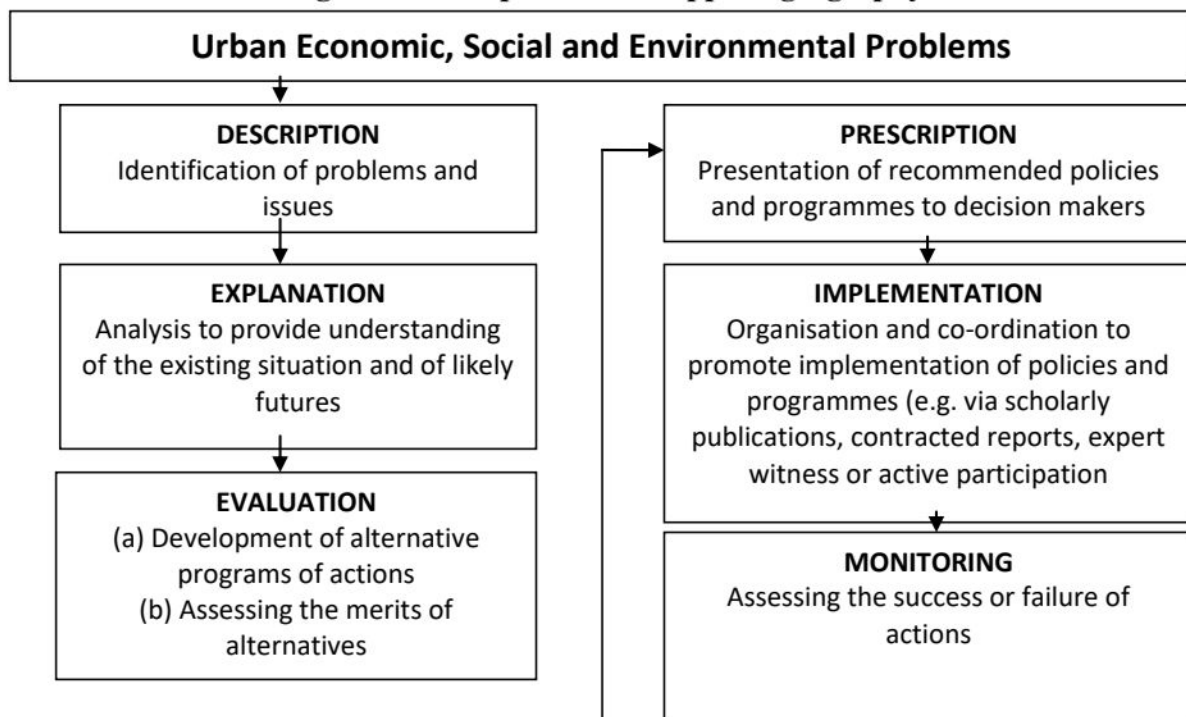 Urban Economic, Social and Environmental Problems
DESCRIPTION
Identification of problems and
issues
EXPLANATION
Analysis to provide understanding
of the existing situation and of likely
futures
EVALUATION
(a) Development of alternative
programs of actions
(b) Assessing the merits of
alternatives
PRESCRIPTION
Presentation of recommended policies
and programmes to decision makers
IMPLEMENTATION
Organisation and co-ordination to
promote implementation of policies and
programmes (e.g. via scholarly
publications, contracted reports, expert
witness or active participation
MONITORING
Assessing the success or failure of
actions